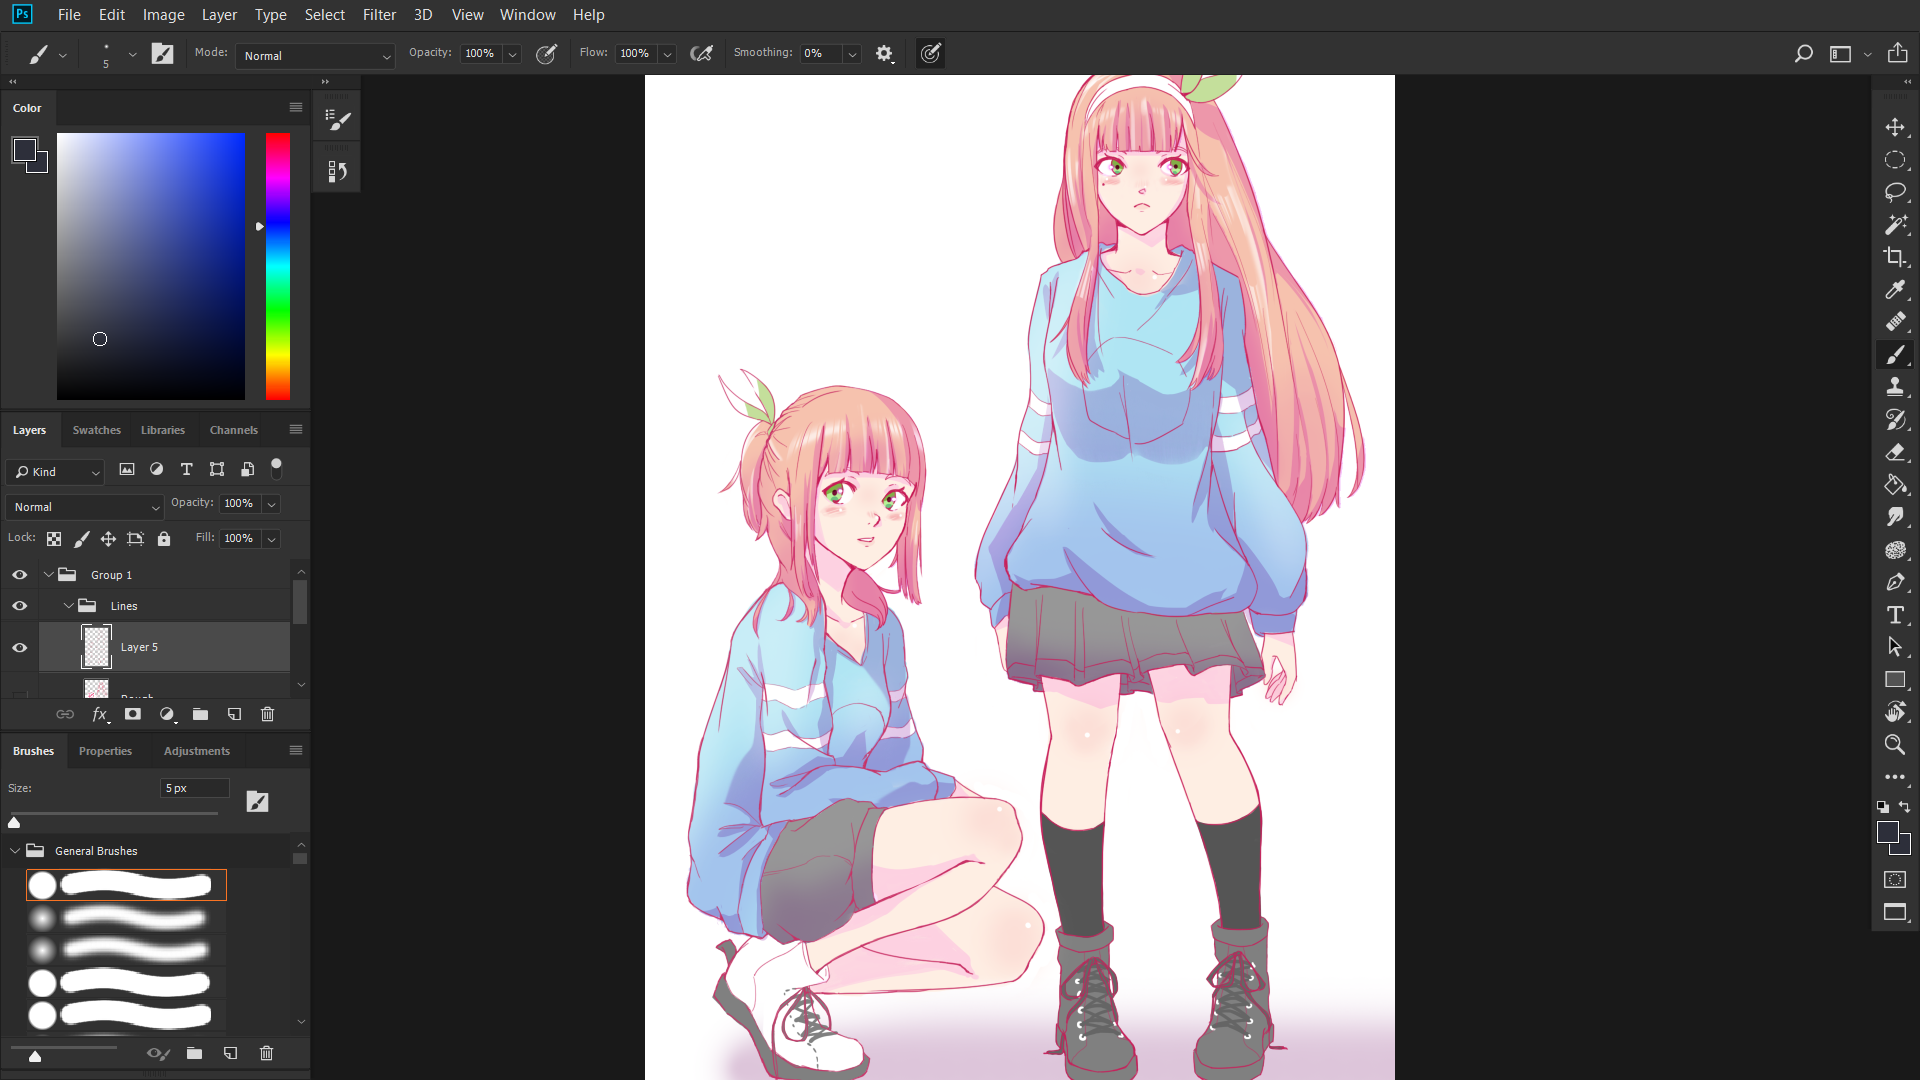 Ps File Edit Image Layer Type Select Filter 3D View Window Help
5 Mode: Normal Opacity: 100% Flow: 100% Smoothing: 0%
Color
Layers Swatches Libraries Channels
Kind T
Normal Opacity: 100%
Lock: Fill: 100%
Group 1
Lines
Layer 5
Rough
fx
Brushes Properties Adjustments
Size: 5 px
General Brushes
T